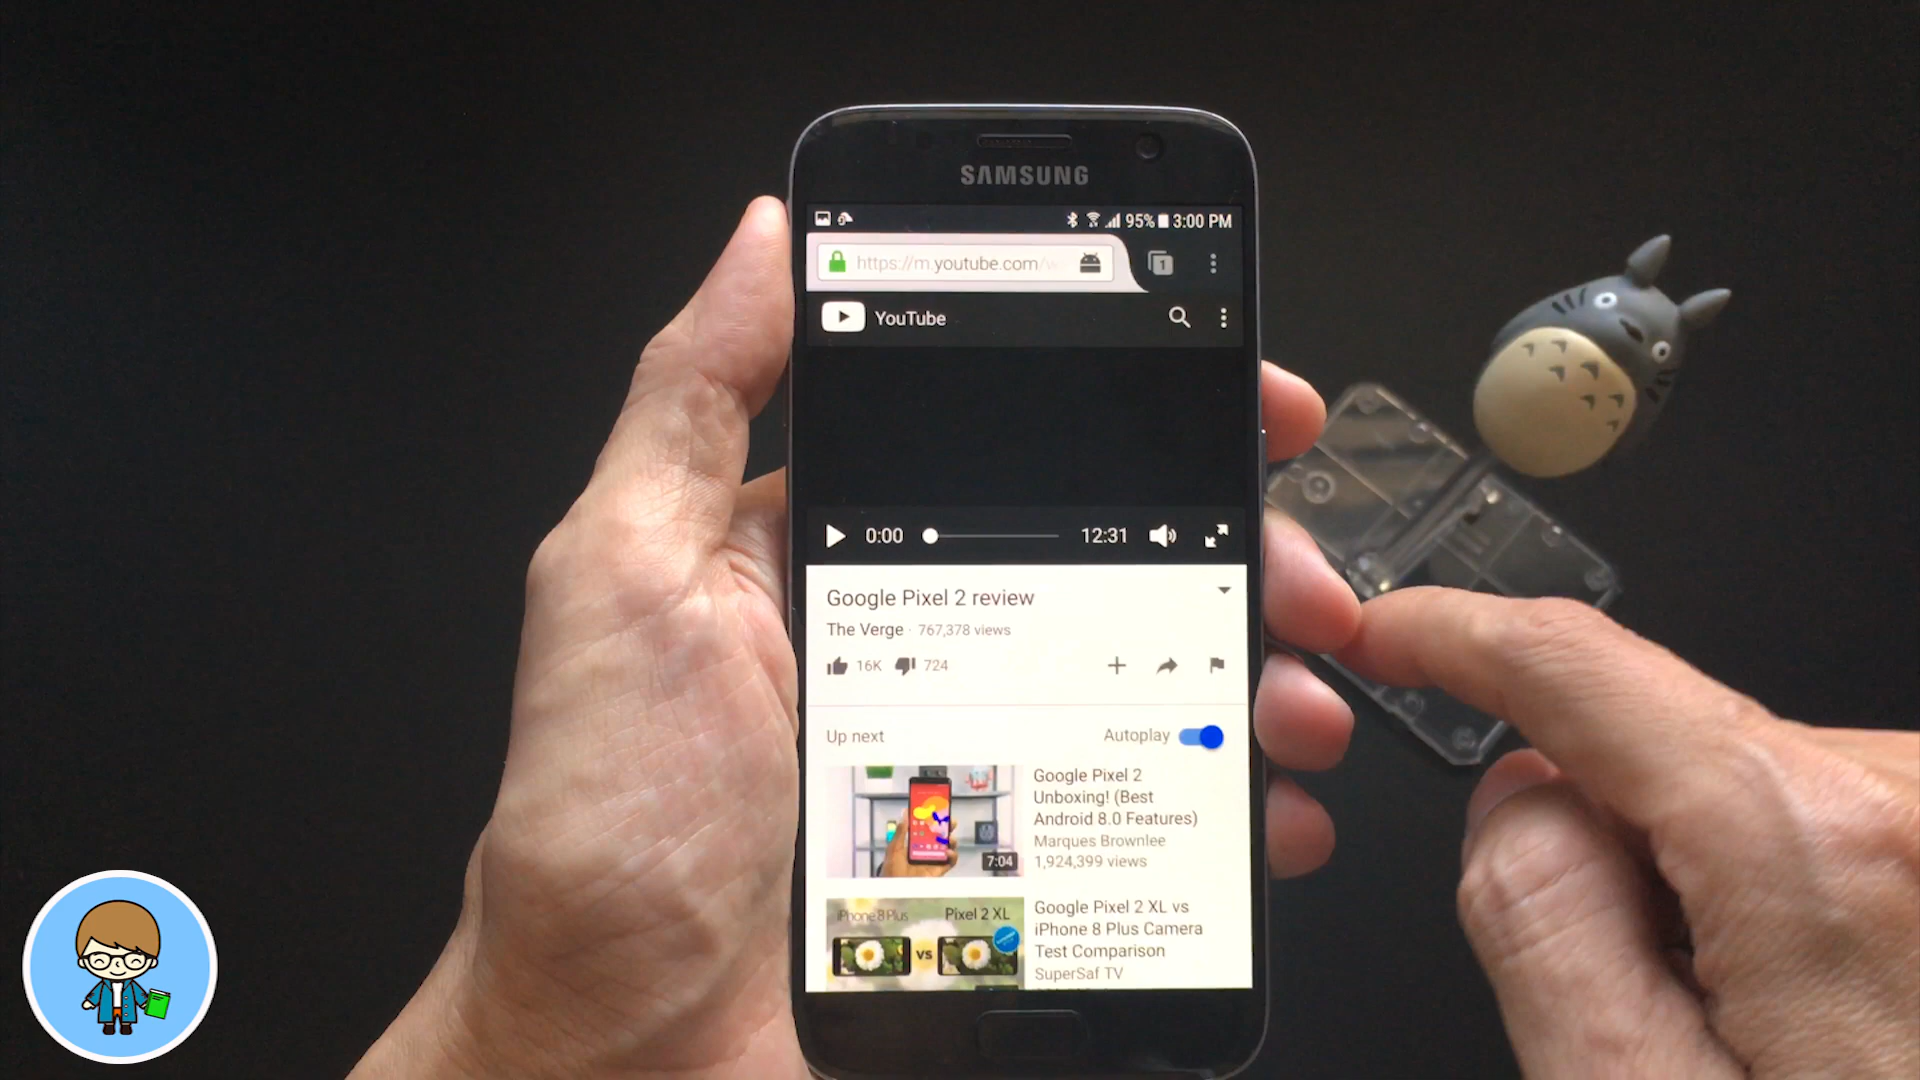 SAMSUNG
95% 3:00 PM
https://m.youtube.com/w
1
YouTube
0:00 12:31
Google Pixel 2 review
The Verge · 767,378 views
16K 724
Up next Autoplay
Google Pixel 2
Unboxing! (Best
Android 8.0 Features)
Marques Brownlee
1,924,399 views
7:04
iPhone 8 Plus Pixel 2 XL
VS
Google Pixel 2 XL vs
iPhone 8 Plus Camera
Test Comparison
SuperSaf TV